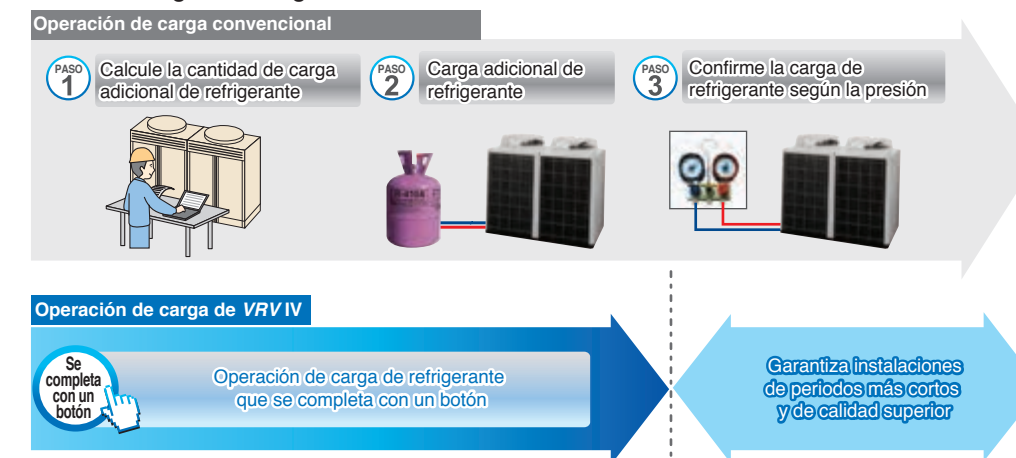 Operación de carga convencional
PASO
1
Calcule la cantidad de carga
adicional de refrigerante
PASO
2
Carga adicional de
refrigerante
PASO
3
Confirme la carga de
refrigerante según la presión
R-410A
Operación de carga de VRV IV
Se
completa
con un
botón
Operación de carga de refrigerante
que se completa con un botón
Garantiza instalaciones
de periodos más cortos
y de calidad superior